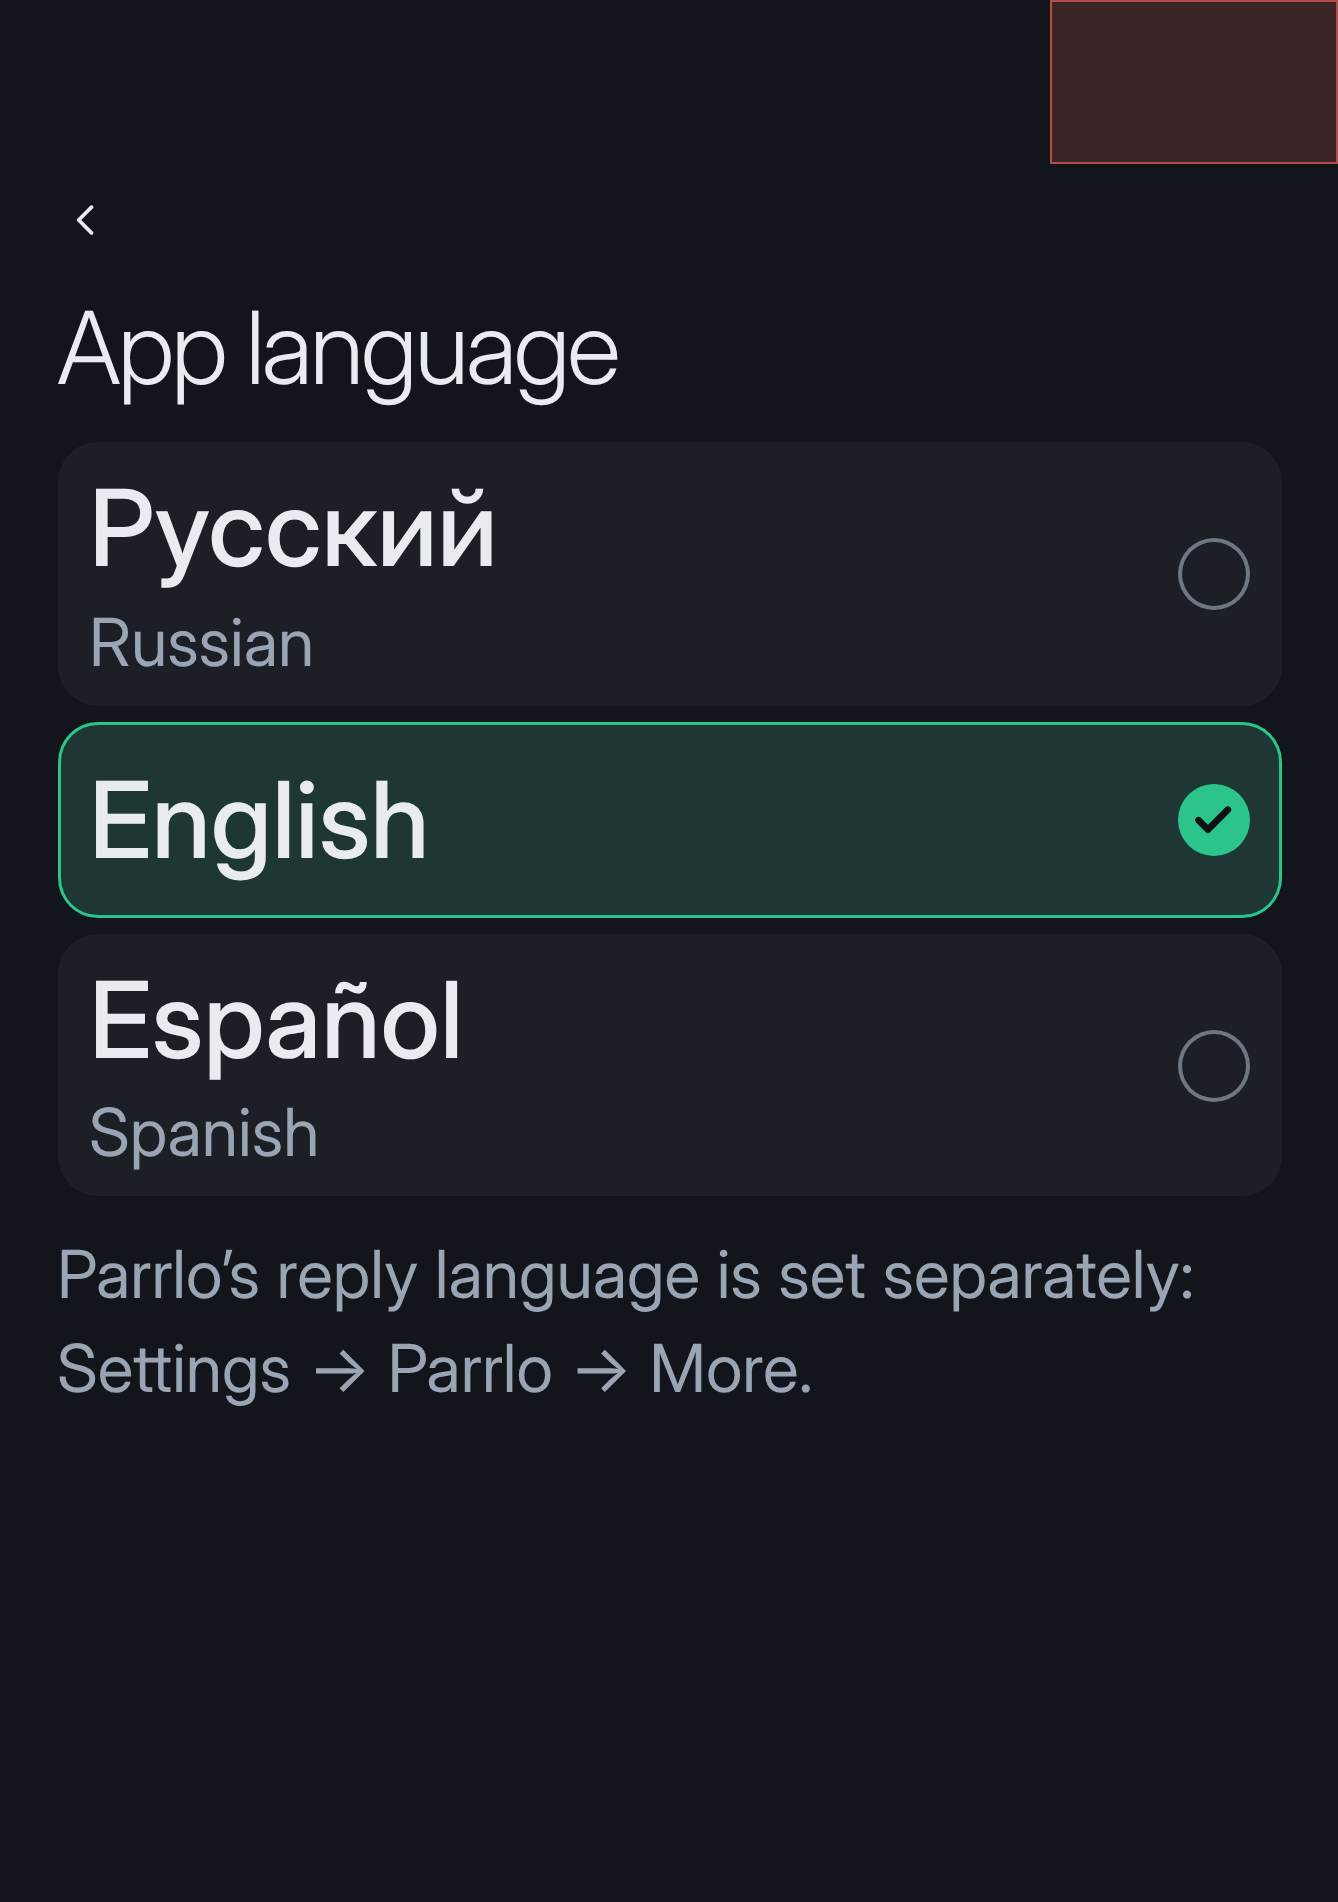 App language
Русский
Russian
English
Español
Spanish
Parrlo’s reply language is set separately:
Settings → Parrlo → More.